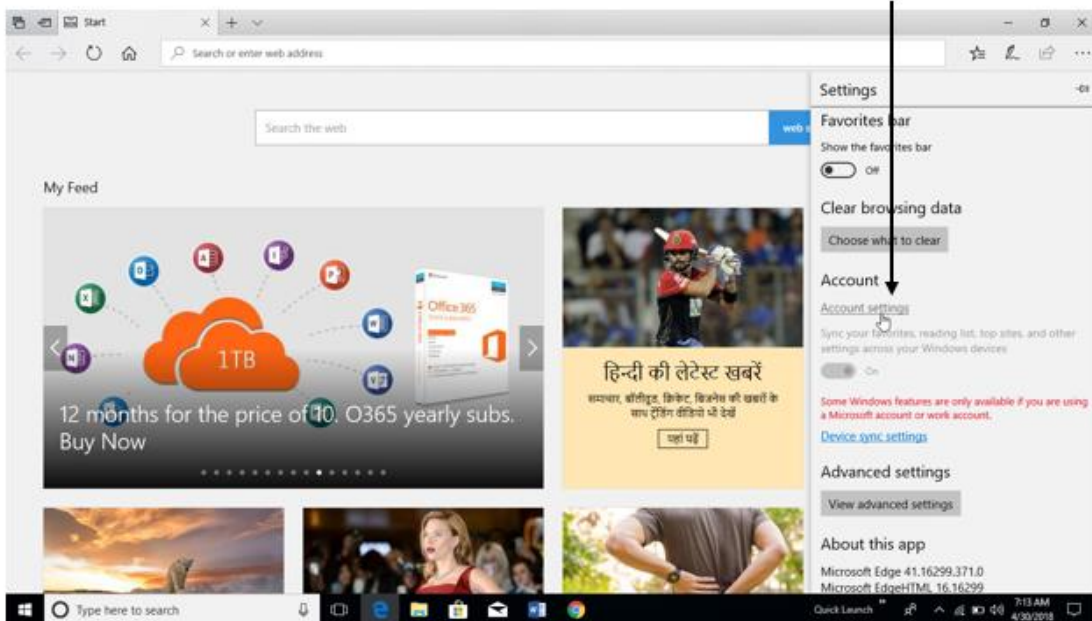 Start
Search or enter web address
Settings
Search the web
web s
Favorites bar
Show the favorites bar
Off
Clear browsing data
Choose what to clear
Account
Account settings
Sync your favorites, reading list, top sites, and other
settings across your Windows devices
On
Some Windows features are only available if you are using
a Microsoft account or work account.
Device sync settings
Advanced settings
View advanced settings
About this app
Microsoft Edge 41.16299.371.0
Microsoft EdgeHTML 16.16299
My Feed
1TB
Office 365
12 months for the price of 10. O365 yearly subs.
Buy Now
हिन्दी की लेटेस्ट खबरें
समाचार, बॉलीवुड, क्रिकेट, बिजनेस की खबरों के
साथ ट्रेंडिंग वीडियो भी देखें
यहां पढ़ें
Type here to search
Quick Launch
7:13 AM
4/30/2018